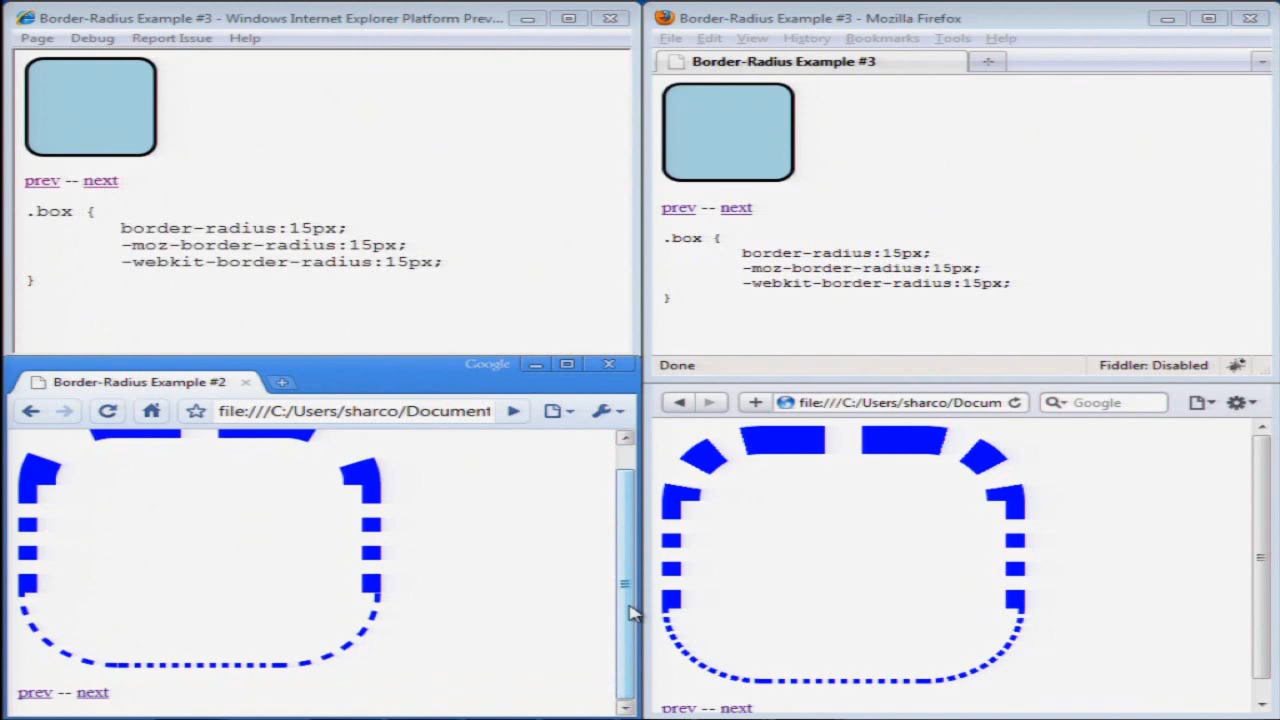 Border-Radius Example #3 - Windows Internet Explorer Platform Prev...
Page Debug Report Issue Help
prev -- next
.box {
border-radius:15px;
-moz-border-radius:15px;
-webkit-border-radius:15px;
}
Border-Radius Example #3 - Mozilla Firefox
File Edit View History Bookmarks Tools Help
Border-Radius Example #3
prev -- next
.box {
border-radius:15px;
-moz-border-radius:15px;
-webkit-border-radius:15px;
}
Done Fiddler: Disabled
Google
Border-Radius Example #2
file:///C:/Users/sharco/Document
prev -- next
file:///C:/Users/sharco/Docum Google
prev -- next